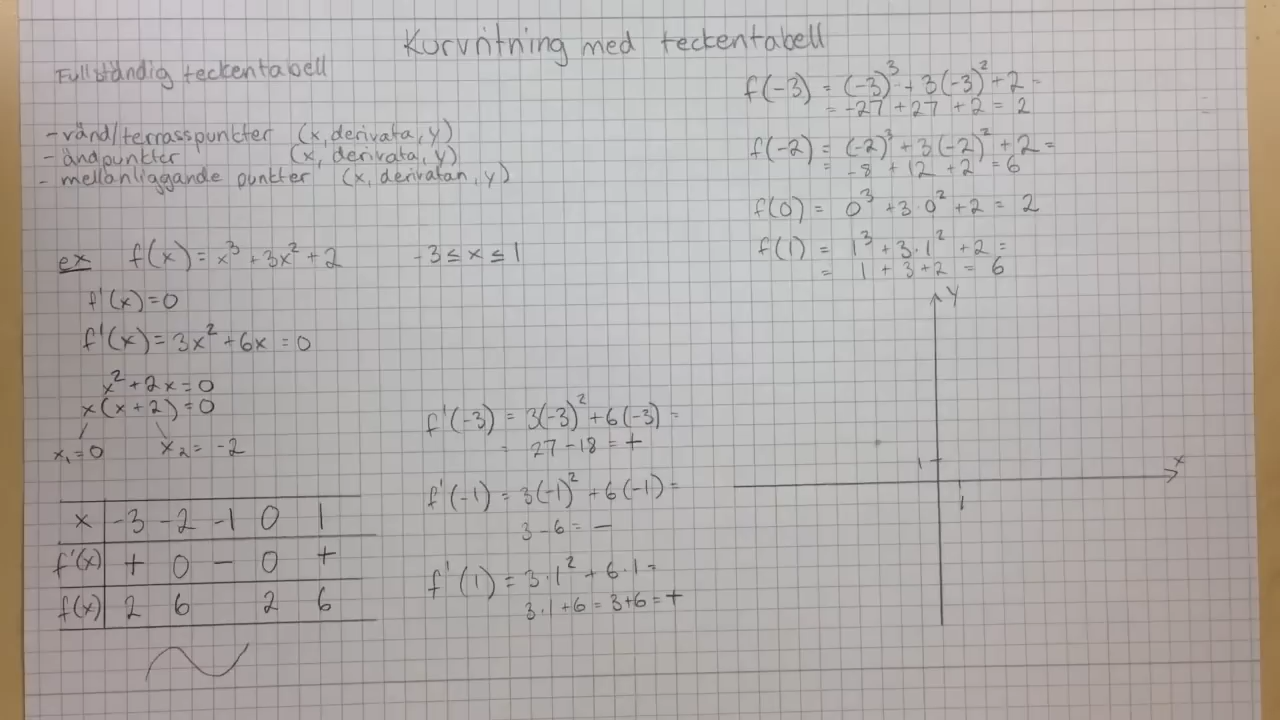 Kurvritning med teckentabell
Fullständig teckentabell
- vänd/terrasspunkter (x, derivata, y)
- ändpunkter (x, derivata, y)
- mellanliggande punkter (x, derivatan, y)
ex f(x) = x³ + 3x² + 2 -3 ≤ x ≤ 1
f'(x) = 0
f'(x) = 3x² + 6x = 0
x² + 2x = 0
x(x + 2) = 0
x₁ = 0 x₂ = -2
x -3 -2 -1 0 1
f'(x) + 0 - 0 +
f(x) 2 6 2 6
f'(-3) = 3(-3)² + 6(-3) =
= 27 - 18 = +
f'(-1) = 3(-1)² + 6(-1) =
3 - 6 = -
f'(1) = 3·1² + 6·1 =
3·1 + 6 = 3+6 = +
f(-3) = (-3)³ + 3(-3)² + 2 =
= -27 + 27 + 2 = 2
f(-2) = (-2)³ + 3(-2)² + 2 =
= -8 + 12 + 2 = 6
f(0) = 0³ + 3·0² + 2 = 2
f(1) = 1³ + 3·1² + 2 =
= 1 + 3 + 2 = 6
y
x
1
1